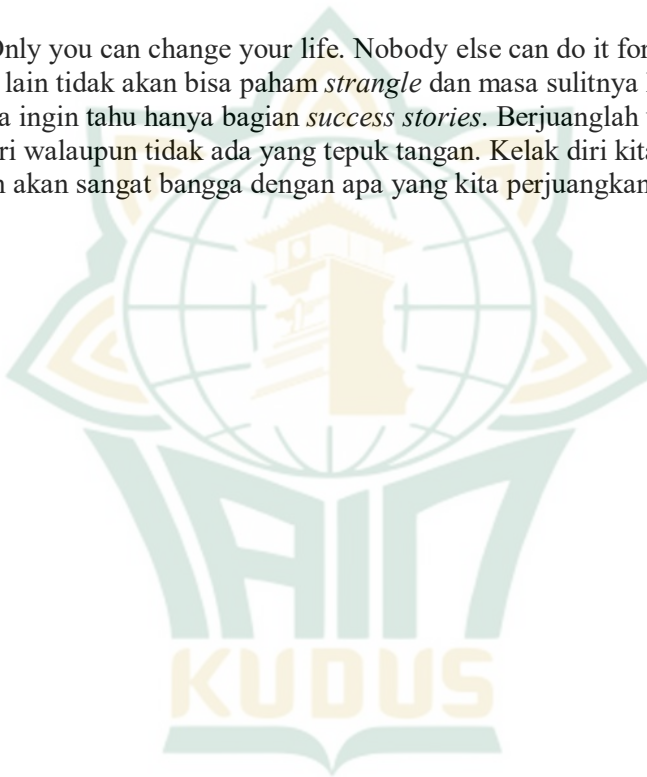 Only you can change your life. Nobody else can do it for
lain tidak akan bisa paham strangle dan masa sulitnya
a ingin tahu hanya bagian success stories. Berjuanglah
ri walaupun tidak ada yang tepuk tangan. Kelak diri kita
akan sangat bangga dengan apa yang kita perjuangkan
IAIN
KUDUS